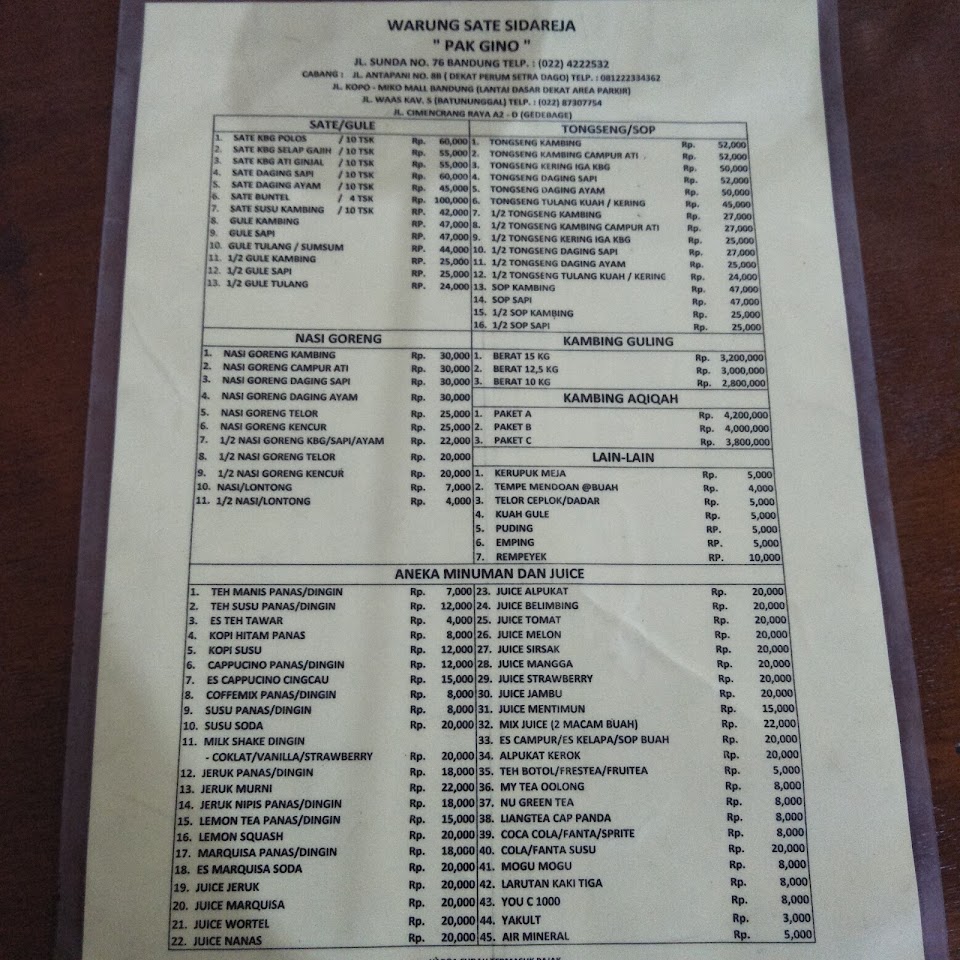 WARUNG SATE SIDAREJA
" PAK GINO "
JL. SUNDA NO. 76 BANDUNG TELP. : (022) 4222532
CABANG : JL. ANTAPANI NO. 8B ( DEKAT PERUM SETRA DAGO) TELP. : 081222334362
JL. KOPO - MIKO MALL BANDUNG (LANTAI DASAR DEKAT AREA PARKIR)
JL. WAAS KAV. 5 (BATUNUNGGAL) TELP. : (022) 87307754
JL. CIMENCRANG RAYA A2 - D (GEDEBAGE)
SATE/GULE
1. SATE KBG POLOS / 10 TSK Rp. 60,000
2. SATE KBG SELAP GAJIH / 10 TSK Rp. 55,000
3. SATE KBG ATI GINJAL / 10 TSK Rp. 55,000
4. SATE DAGING SAPI / 10 TSK Rp. 60,000
5. SATE DAGING AYAM / 10 TSK Rp. 45,000
6. SATE BUNTEL / 4 TSK Rp. 100,000
7. SATE SUSU KAMBING / 10 TSK Rp. 42,000
8. GULE KAMBING Rp. 47,000
9. GULE SAPI Rp. 47,000
10. GULE TULANG / SUMSUM Rp. 44,000
11. 1/2 GULE KAMBING Rp. 25,000
12. 1/2 GULE SAPI Rp. 25,000
13. 1/2 GULE TULANG RP. 24,000
TONGSENG/SOP
1. TONGSENG KAMBING Rp. 52,000
2. TONGSENG KAMBING CAMPUR ATI Rp. 52,000
3. TONGSENG KERING IGA KBG Rp. 50,000
4. TONGSENG DAGING SAPI Rp. 52,000
5. TONGSENG DAGING AYAM Rp. 50,000
6. TONGSENG TULANG KUAH / KERING Rp. 45,000
7. 1/2 TONGSENG KAMBING Rp. 27,000
8. 1/2 TONGSENG KAMBING CAMPUR ATI Rp. 27,000
9. 1/2 TONGSENG KERING IGA KBG Rp. 25,000
10. 1/2 TONGSENG DAGING SAPI Rp. 27,000
11. 1/2 TONGSENG DAGING AYAM Rp. 25,000
12. 1/2 TONGSENG TULANG KUAH / KERING Rp. 24,000
13. SOP KAMBING Rp. 47,000
14. SOP SAPI Rp. 47,000
15. 1/2 SOP KAMBING Rp. 25,000
16. 1/2 SOP SAPI Rp. 25,000
NASI GORENG
1. NASI GORENG KAMBING Rp. 30,000
2. NASI GORENG CAMPUR ATI Rp. 30,000
3. NASI GORENG DAGING SAPI Rp. 30,000
4. NASI GORENG DAGING AYAM Rp. 30,000
5. NASI GORENG TELOR Rp. 25,000
6. NASI GORENG KENCUR Rp. 25,000
7. 1/2 NASI GORENG KBG/SAPI/AYAM Rp. 22,000
8. 1/2 NASI GORENG TELOR Rp. 20,000
9. 1/2 NASI GORENG KENCUR Rp. 20,000
10. NASI/LONTONG Rp. 7,000
11. 1/2 NASI/LONTONG Rp. 4,000
KAMBING GULING
1. BERAT 15 KG Rp. 3,200,000
2. BERAT 12,5 KG Rp. 3,000,000
3. BERAT 10 KG Rp. 2,800,000
KAMBING AQIQAH
1. PAKET A Rp. 4,200,000
2. PAKET B Rp. 4,000,000
3. PAKET C Rp. 3,800,000
LAIN-LAIN
1. KERUPUK MEJA Rp. 5,000
2. TEMPE MENDOAN @BUAH Rp. 4,000
3. TELOR CEPLOK/DADAR Rp. 5,000
4. KUAH GULE Rp. 5,000
5. PUDING RP. 5,000
6. EMPING RP. 5,000
7. REMPEYEK RP. 10,000
ANEKA MINUMAN DAN JUICE
1. TEH MANIS PANAS/DINGIN Rp. 7,000
2. TEH SUSU PANAS/DINGIN Rp. 12,000
3. ES TEH TAWAR Rp. 4,000
4. KOPI HITAM PANAS Rp. 8,000
5. KOPI SUSU Rp. 12,000
6. CAPPUCINO PANAS/DINGIN Rp. 12,000
7. ES CAPPUCINO CINGCAU Rp. 15,000
8. COFFEMIX PANAS/DINGIN Rp. 8,000
9. SUSU PANAS/DINGIN Rp. 8,000
10. SUSU SODA Rp. 20,000
11. MILK SHAKE DINGIN
- COKLAT/VANILLA/STRAWBERRY Rp. 20,000
12. JERUK PANAS/DINGIN Rp. 18,000
13. JERUK MURNI Rp. 22,000
14. JERUK NIPIS PANAS/DINGIN Rp. 18,000
15. LEMON TEA PANAS/DINGIN Rp. 15,000
16. LEMON SQUASH Rp. 20,000
17. MARQUISA PANAS/DINGIN Rp. 18,000
18. ES MARQUISA SODA Rp. 20,000
19. JUICE JERUK Rp. 20,000
20. JUICE MARQUISA Rp. 20,000
21. JUICE WORTEL Rp. 20,000
22. JUICE NANAS Rp. 20,000
23. JUICE ALPUKAT Rp. 20,000
24. JUICE BELIMBING Rp. 20,000
25. JUICE TOMAT Rp. 20,000
26. JUICE MELON Rp. 20,000
27. JUICE SIRSAK Rp. 20,000
28. JUICE MANGGA Rp. 20,000
29. JUICE STRAWBERRY Rp. 20,000
30. JUICE JAMBU Rp. 20,000
31. JUICE MENTIMUN Rp. 15,000
32. MIX JUICE (2 MACAM BUAH) Rp. 22,000
33. ES CAMPUR/ES KELAPA/SOP BUAH Rp. 20,000
34. ALPUKAT KEROK Rp. 20,000
35. TEH BOTOL/FRESTEA/FRUITEA Rp. 5,000
36. MY TEA OOLONG Rp. 8,000
37. NU GREEN TEA Rp. 8,000
38. LIANGTEA CAP PANDA Rp. 8,000
39. COCA COLA/FANTA/SPRITE Rp. 8,000
40. COLA/FANTA SUSU Rp. 20,000
41. MOGU MOGU Rp. 8,000
42. LARUTAN KAKI TIGA Rp. 8,000
43. YOU C 1000 Rp. 8,000
44. YAKULT Rp. 3,000
45. AIR MINERAL Rp. 5,000